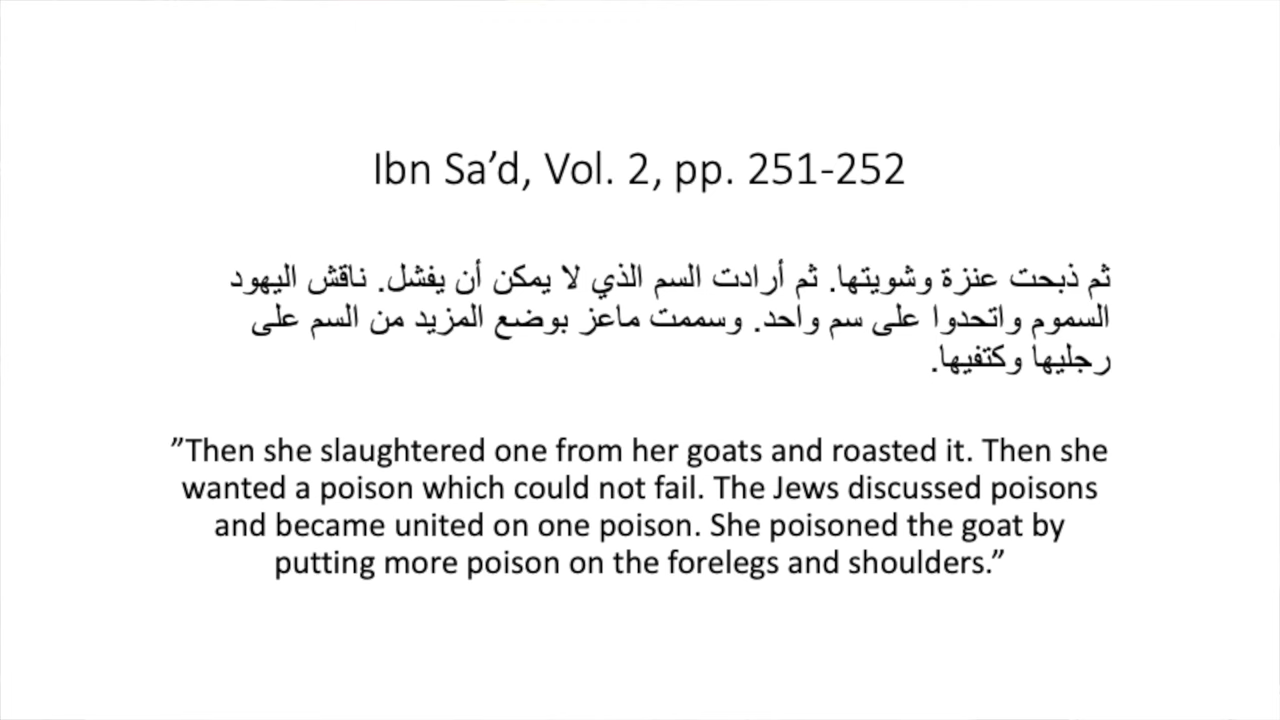 Ibn Sa’d, Vol. 2, pp. 251-252
ثم ذبحت عنزة وشويتها. ثم أرادت السم الذي لا يمكن أن يفشل. ناقش اليهود
السموم واتحدوا على سم واحد. وسممت ماعز بوضع المزيد من السم على
رجليها وكتفيها.
”Then she slaughtered one from her goats and roasted it. Then she
wanted a poison which could not fail. The Jews discussed poisons
and became united on one poison. She poisoned the goat by
putting more poison on the forelegs and shoulders.”